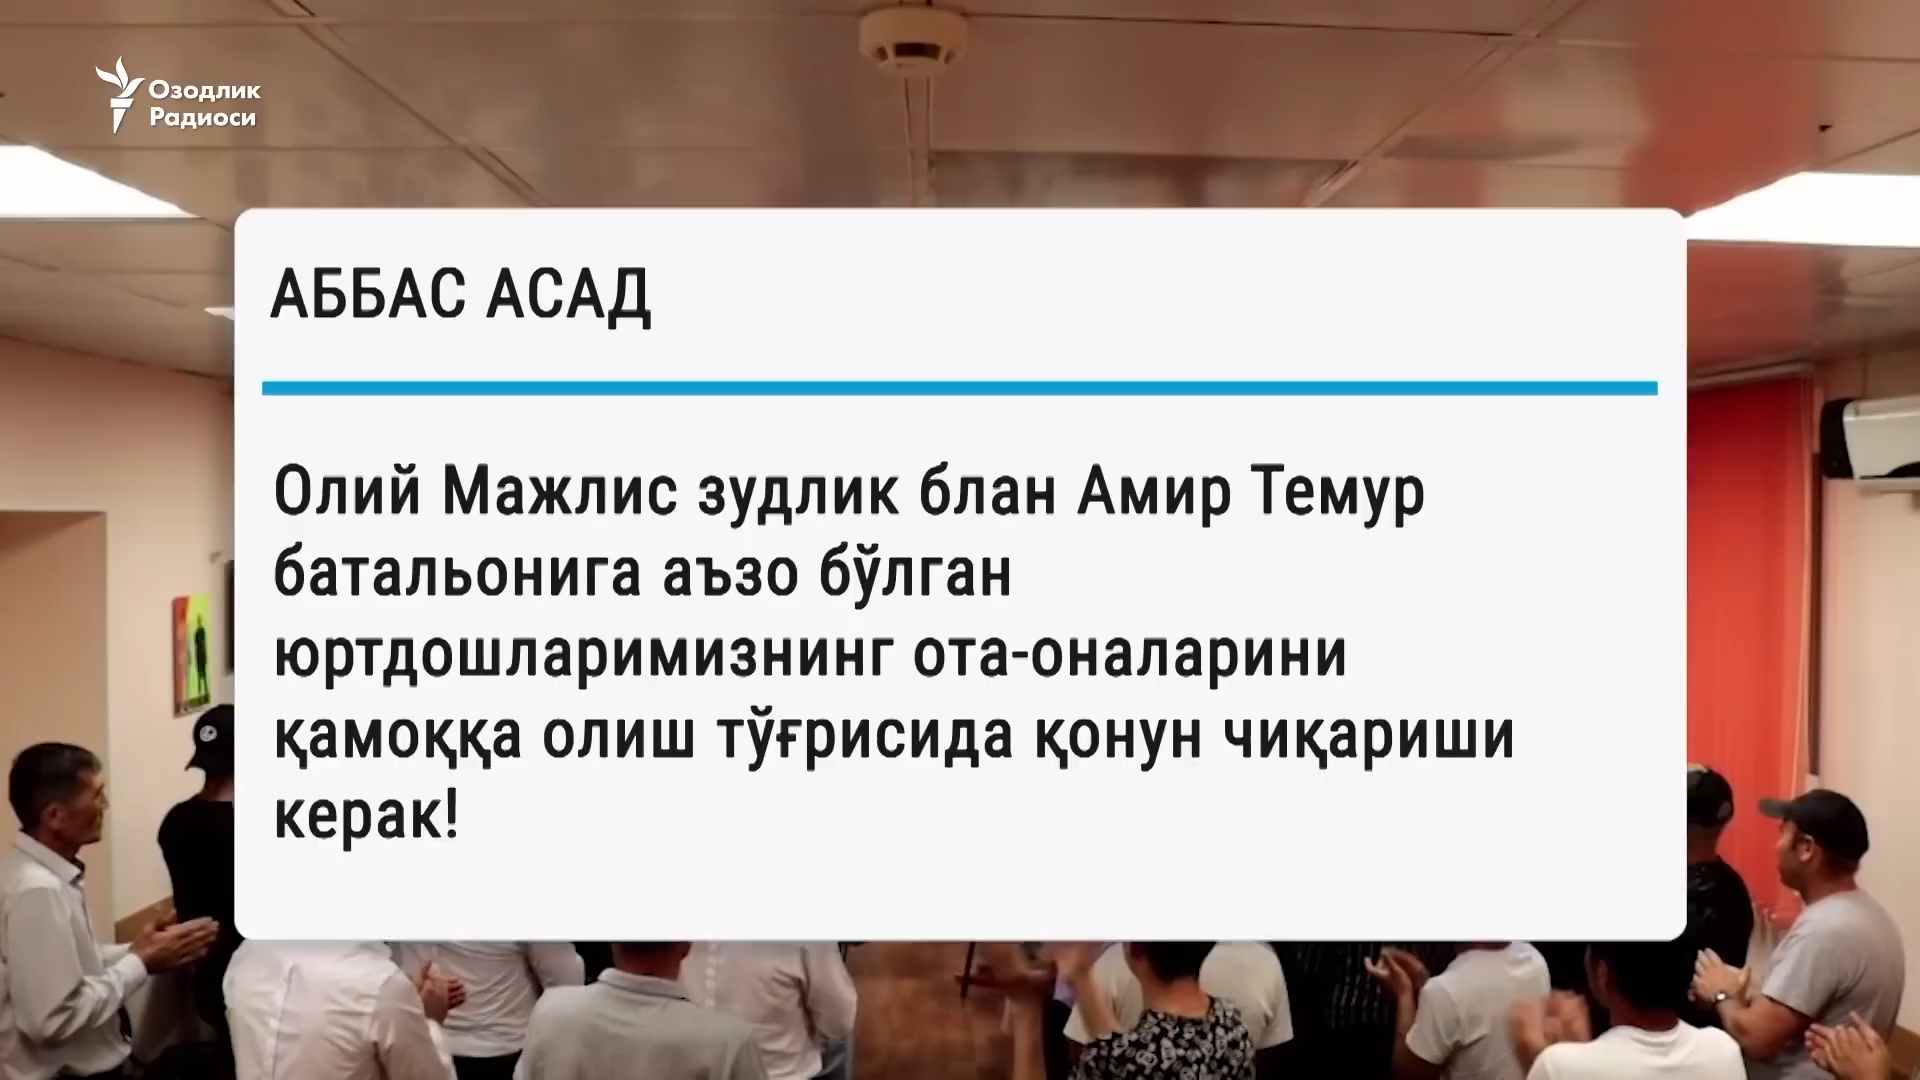 Озодлик
Радиоси
АББАС АСАД
Олий Мажлис зудлик блан Амир Темур
батальонига аъзо бўлган
юртдошларимизнинг ота-оналарини
қамоққа олиш тўғрисида қонун чиқариши
керак!